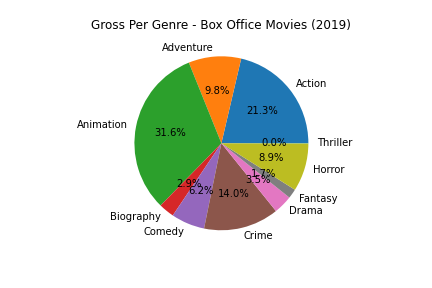 Gross Per Genre - Box Office Movies (2019)
Adventure
Action
9.8%
21.3%
Animation
31.6%
0.0%
Thriller
8.9%
Horror
1.7%
3.5%
2.9%
6.2%
14.0%
Fantasy
Drama
Biography
Comedy
Crime